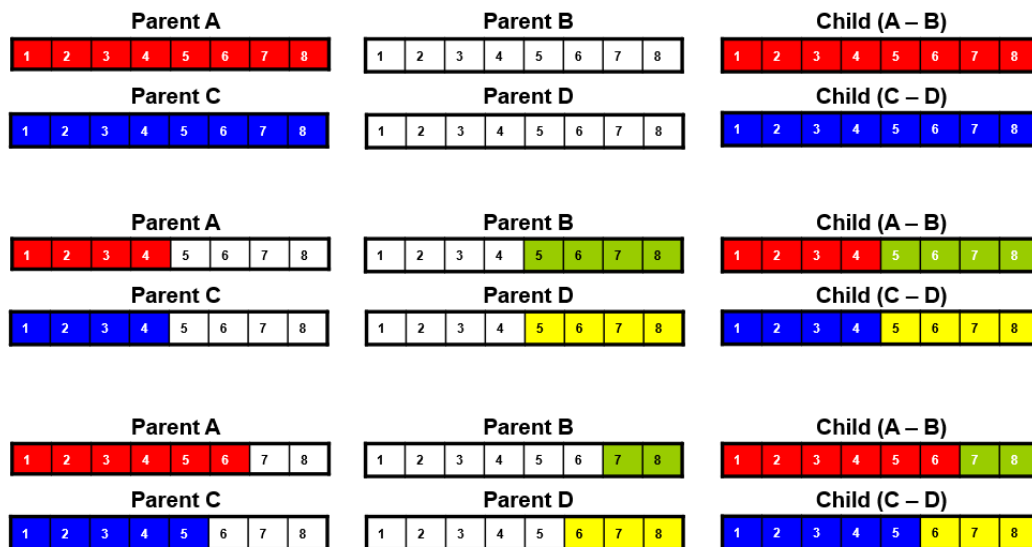 Parent A Parent B Child (A – B)
1 2 3 4 5 6 7 8 1 2 3 4 5 6 7 8 1 2 3 4 5 6 7 8
Parent C Parent D Child (C – D)
1 2 3 4 5 6 7 8 1 2 3 4 5 6 7 8 1 2 3 4 5 6 7 8
Parent A Parent B Child (A – B)
1 2 3 4 5 6 7 8 1 2 3 4 5 6 7 8 1 2 3 4 5 6 7 8
Parent C Parent D Child (C – D)
1 2 3 4 5 6 7 8 1 2 3 4 5 6 7 8 1 2 3 4 5 6 7 8
Parent A Parent B Child (A – B)
1 2 3 4 5 6 7 8 1 2 3 4 5 6 7 8 1 2 3 4 5 6 7 8
Parent C Parent D Child (C – D)
1 2 3 4 5 6 7 8 1 2 3 4 5 6 7 8 1 2 3 4 5 6 7 8